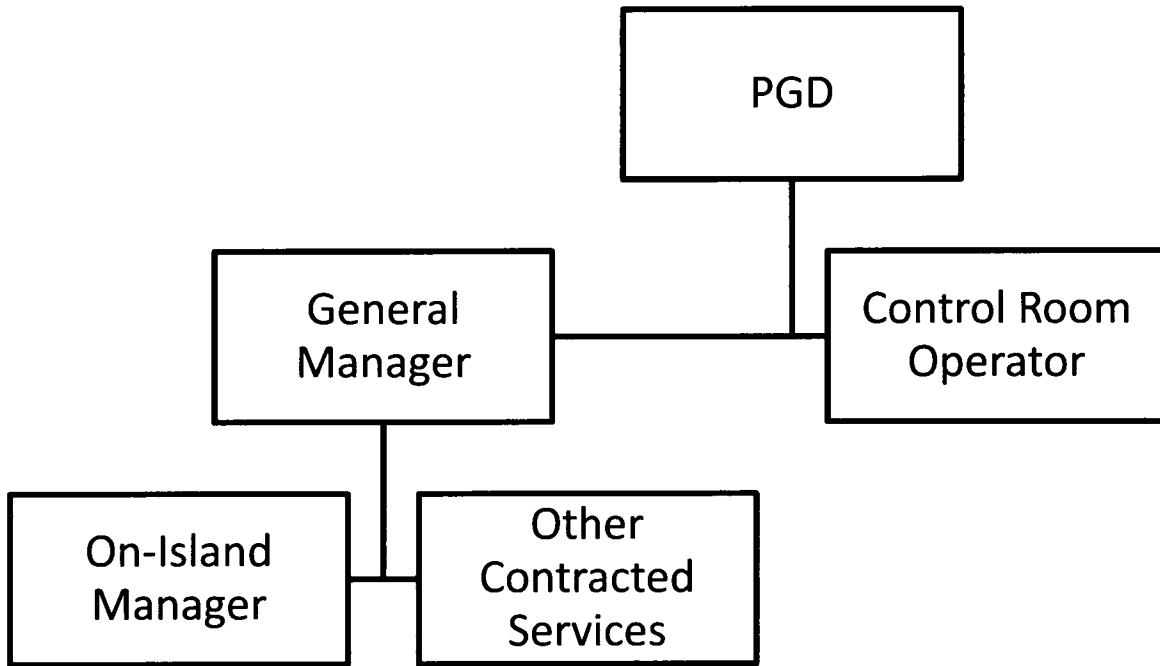 PGD
General
Manager
Control Room
Operator
On-Island
Manager
Other
Contracted
Services